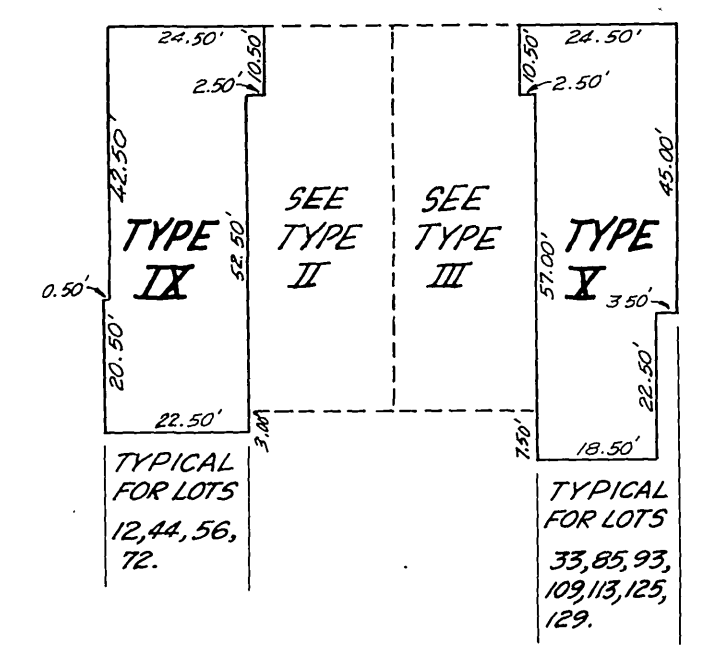 24.50'
10.50'
2.50'
42.50'
TYPE
IX
52.50'
0.50'
20.50'
22.50'
3.00'
TYPICAL
FOR LOTS
12,44,56,
72.
SEE
TYPE
II
SEE
TYPE
III
24.50'
10.50'
2.50'
45.00'
TYPE
X
57.00'
3.50'
22.50'
7.50'
18.50'
TYPICAL
FOR LOTS
33,85,93,
109,113,125,
129.